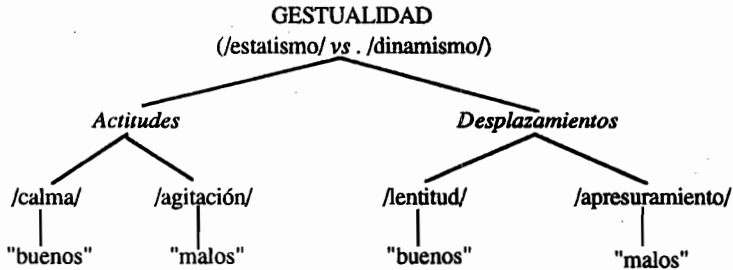 GESTUALIDAD
(/estatismo/ vs . /dinamismo/)
Actitudes Desplazamientos
/calma/ /agitación/ /lentitud/ /apresuramiento/
"buenos" "malos" "buenos" "malos"